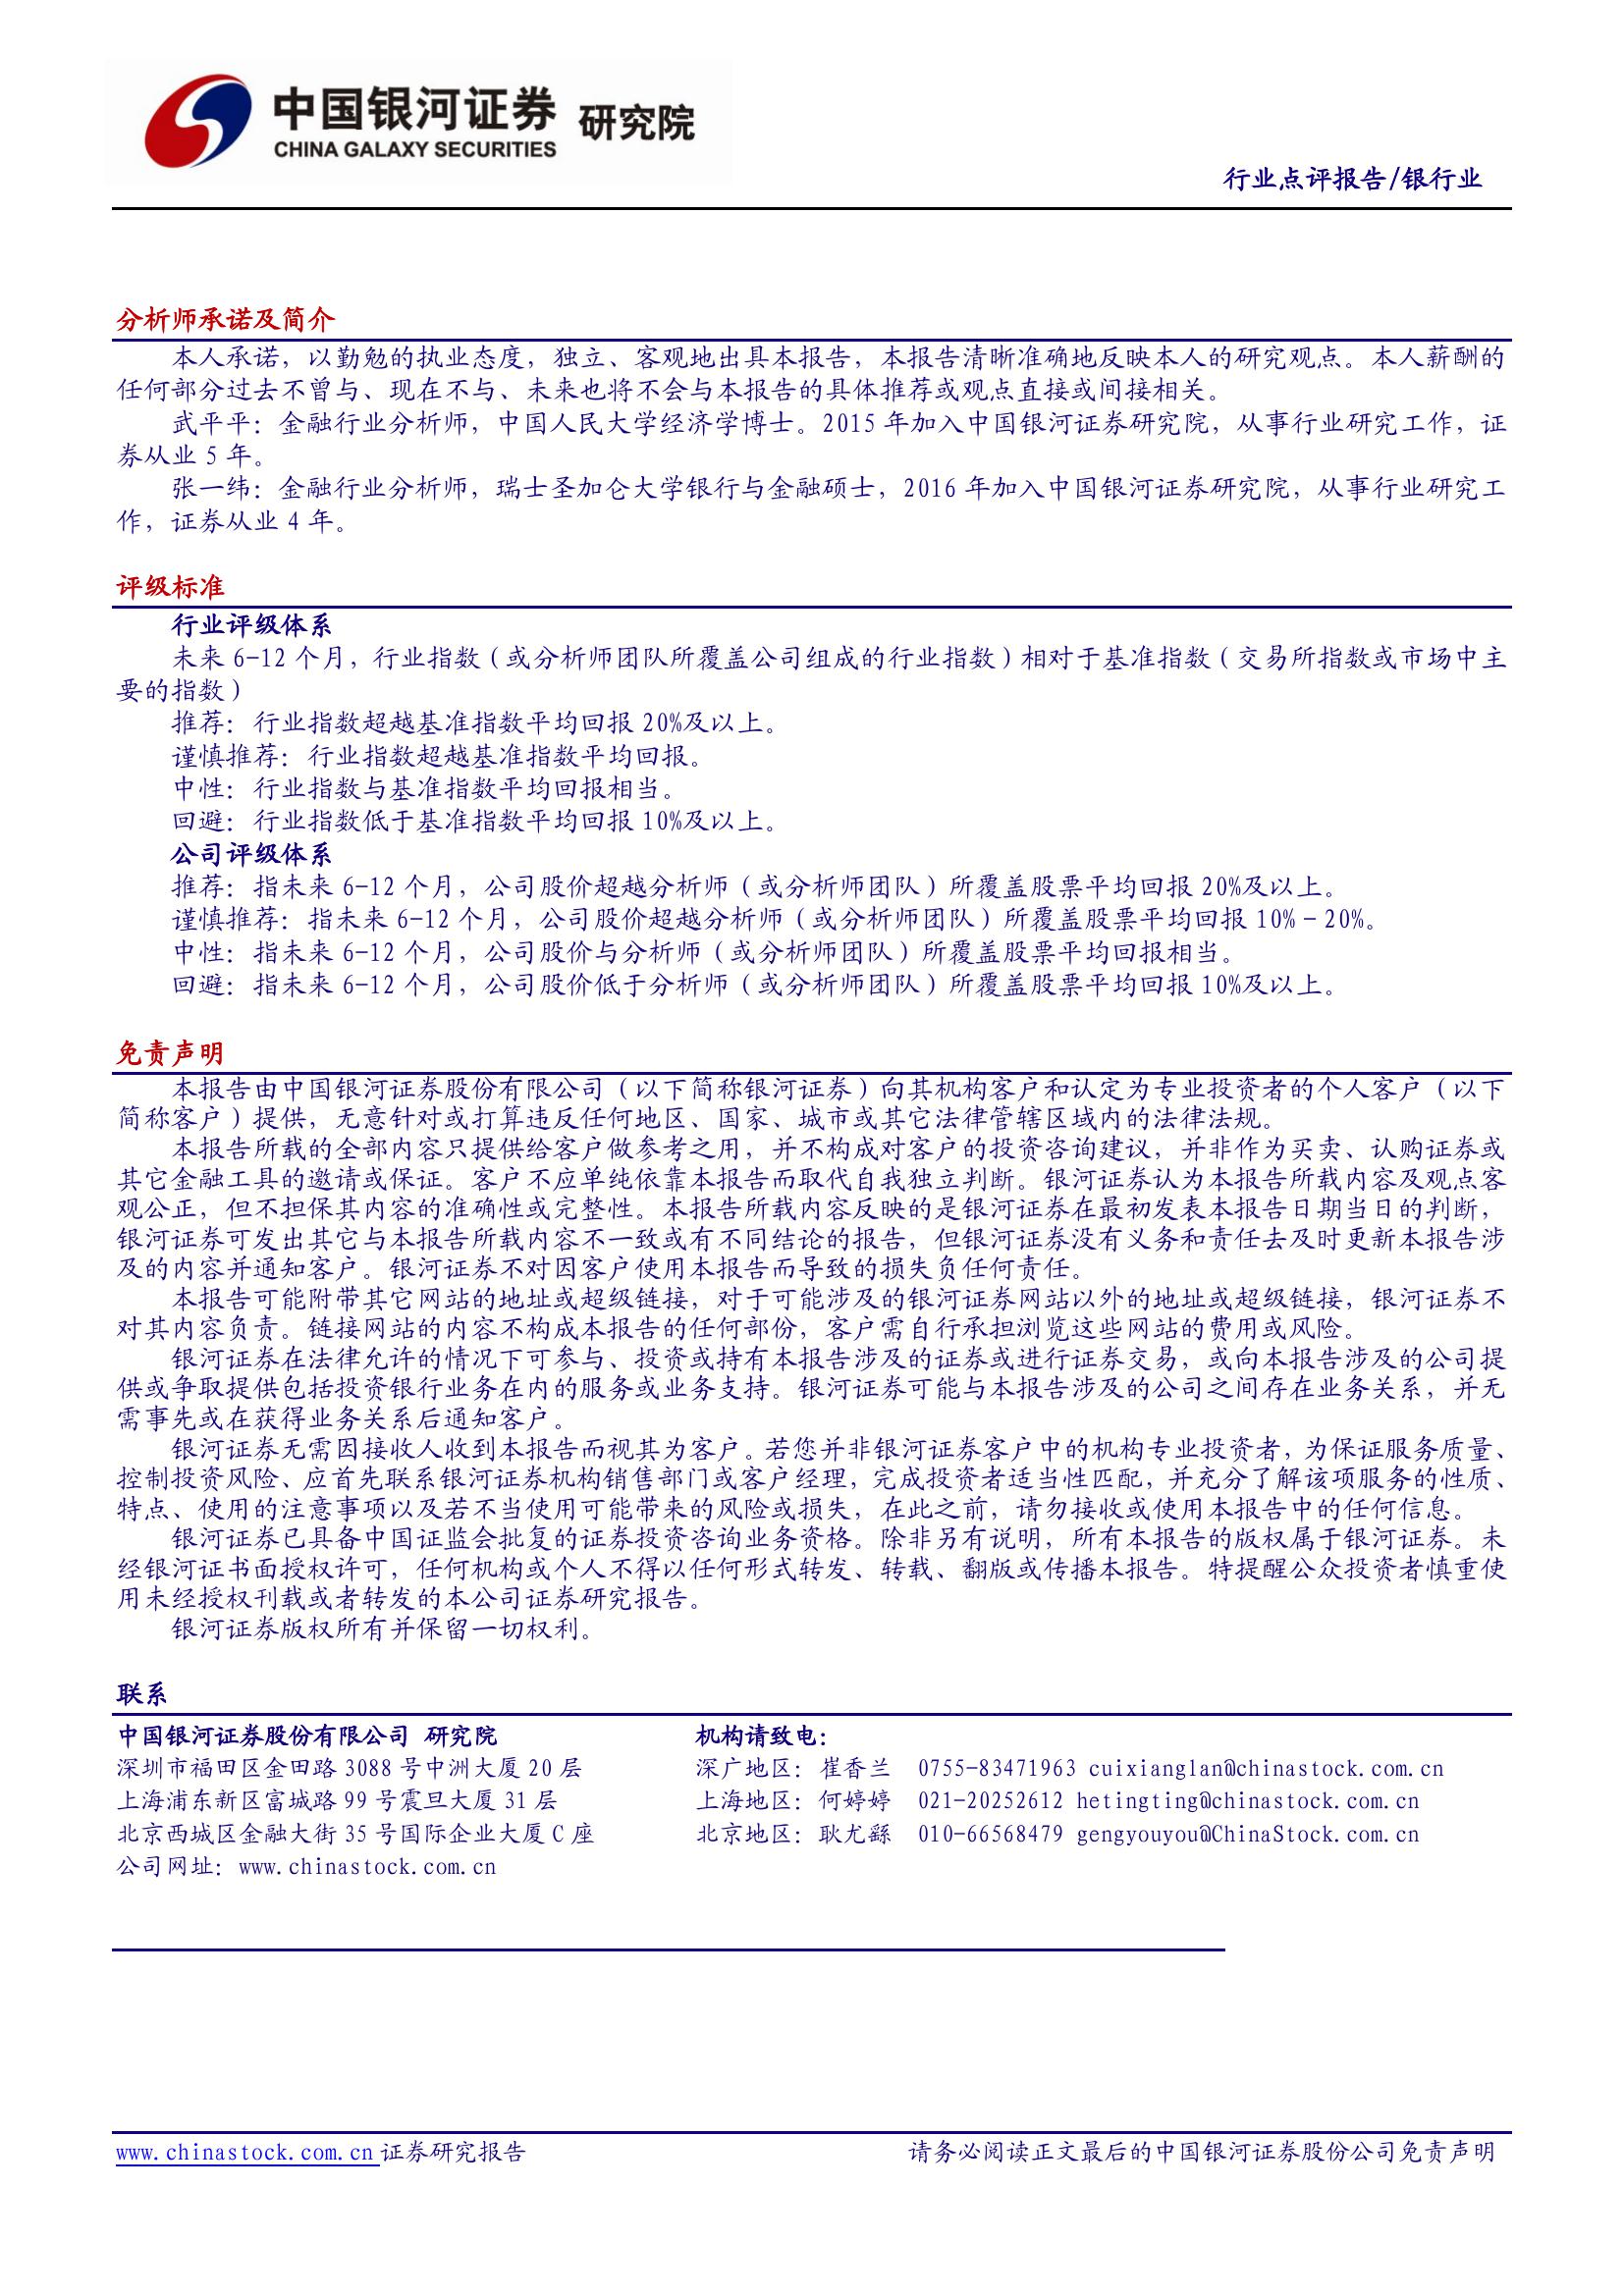 中国银河证券 研究院
CHINA GALAXY SECURITIES
行业点评报告/银行业
分析师承诺及简介
本人承诺，以勤勉的执业态度，独立、客观地出具本报告，本报告清晰准确地反映本人的研究观点。本人薪酬的
任何部分过去不曾与、现在不与、未来也将不会与本报告的具体推荐或观点直接或间接相关。
武平平：金融行业分析师，中国人民大学经济学博士。2015 年加入中国银河证券研究院，从事行业研究工作，证
券从业 5 年。
张一纬：金融行业分析师，瑞士圣加仑大学银行与金融硕士，2016 年加入中国银河证券研究院，从事行业研究工
作，证券从业 4 年。
评级标准
行业评级体系
未来 6-12 个月，行业指数（或分析师团队所覆盖公司组成的行业指数）相对于基准指数（交易所指数或市场中主
要的指数）
推荐：行业指数超越基准指数平均回报 20%及以上。
谨慎推荐：行业指数超越基准指数平均回报。
中性：行业指数与基准指数平均回报相当。
回避：行业指数低于基准指数平均回报 10%及以上。
公司评级体系
推荐：指未来 6-12 个月，公司股价超越分析师（或分析师团队）所覆盖股票平均回报 20%及以上。
谨慎推荐：指未来 6-12 个月，公司股价超越分析师（或分析师团队）所覆盖股票平均回报 10%－20%。
中性：指未来 6-12 个月，公司股价与分析师（或分析师团队）所覆盖股票平均回报相当。
回避：指未来 6-12 个月，公司股价低于分析师（或分析师团队）所覆盖股票平均回报 10%及以上。
免责声明
本报告由中国银河证券股份有限公司（以下简称银河证券）向其机构客户和认定为专业投资者的个人客户（以下
简称客户）提供，无意针对或打算违反任何地区、国家、城市或其它法律管辖区域内的法律法规。
本报告所载的全部内容只提供给客户做参考之用，并不构成对客户的投资咨询建议，并非作为买卖、认购证券或
其它金融工具的邀请或保证。客户不应单纯依靠本报告而取代自我独立判断。银河证券认为本报告所载内容及观点客
观公正，但不担保其内容的准确性或完整性。本报告所载内容反映的是银河证券在最初发表本报告日期当日的判断，
银河证券可发出其它与本报告所载内容不一致或有不同结论的报告，但银河证券没有义务和责任去及时更新本报告涉
及的内容并通知客户。银河证券不对因客户使用本报告而导致的损失负任何责任。
本报告可能附带其它网站的地址或超级链接，对于可能涉及的银河证券网站以外的地址或超级链接，银河证券不
对其内容负责。链接网站的内容不构成本报告的任何部份，客户需自行承担浏览这些网站的费用或风险。
银河证券在法律允许的情况下可参与、投资或持有本报告涉及的证券或进行证券交易，或向本报告涉及的公司提
供或争取提供包括投资银行业务在内的服务或业务支持。银河证券可能与本报告涉及的公司之间存在业务关系，并无
需事先或在获得业务关系后通知客户。
银河证券无需因接收人收到本报告而视其为客户。若您并非银河证券客户中的机构专业投资者，为保证服务质量、
控制投资风险、应首先联系银河证券机构销售部门或客户经理，完成投资者适当性匹配，并充分了解该项服务的性质、
特点、使用的注意事项以及若不当使用可能带来的风险或损失，在此之前，请勿接收或使用本报告中的任何信息。
银河证券已具备中国证监会批复的证券投资咨询业务资格。除非另有说明，所有本报告的版权属于银河证券。未
经银河证书面授权许可，任何机构或个人不得以任何形式转发、转载、翻版或传播本报告。特提醒公众投资者慎重使
用未经授权刊载或者转发的本公司证券研究报告。
银河证券版权所有并保留一切权利。
联系
中国银河证券股份有限公司 研究院 机构请致电：
深圳市福田区金田路 3088 号中洲大厦 20 层 深广地区：崔香兰 0755-83471963 cuixianglan@chinastock.com.cn
上海浦东新区富城路 99 号震旦大厦 31 层 上海地区：何婷婷 021-20252612 hetingting@chinastock.com.cn
北京西城区金融大街 35 号国际企业大厦 C 座 北京地区：耿尤繇 010-66568479 gengyouyou@ChinaStock.com.cn
公司网址：www.chinastock.com.cn
www.chinastock.com.cn 证券研究报告 请务必阅读正文最后的中国银河证券股份公司免责声明